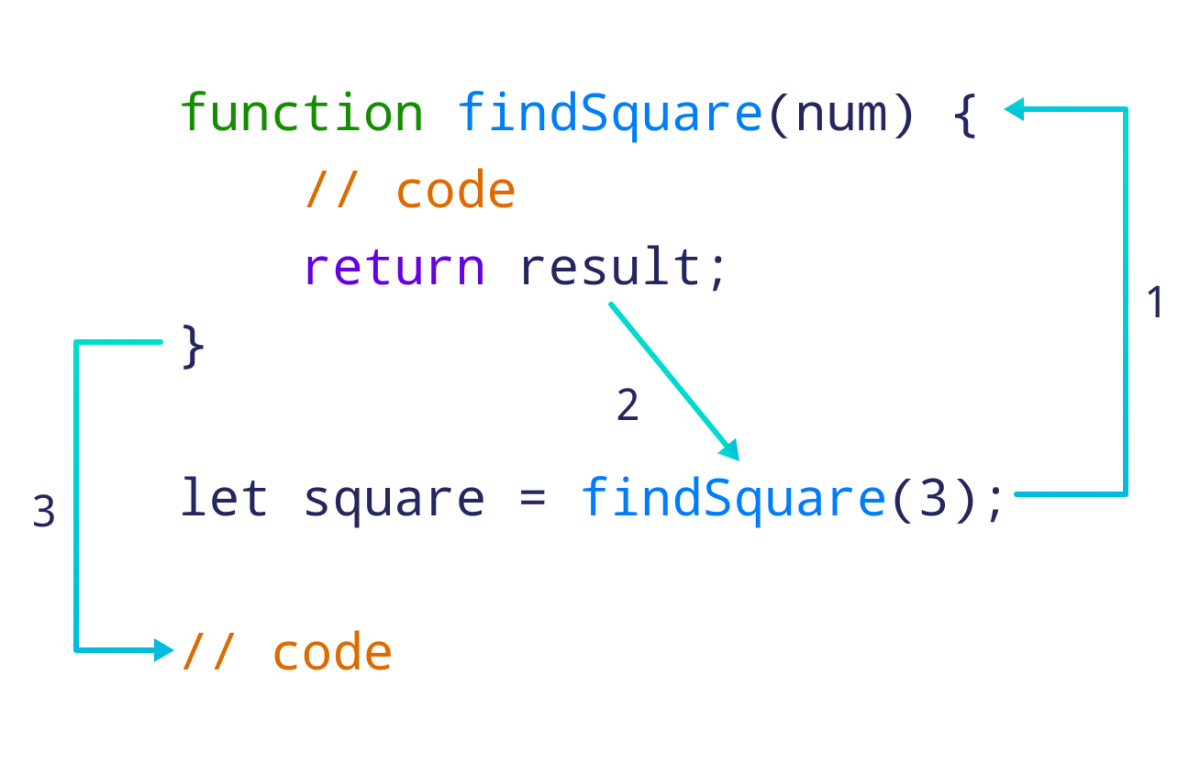 function findSquare(num) {
// code
return result;
1
}
2
let square = findSquare(3);
3
// code